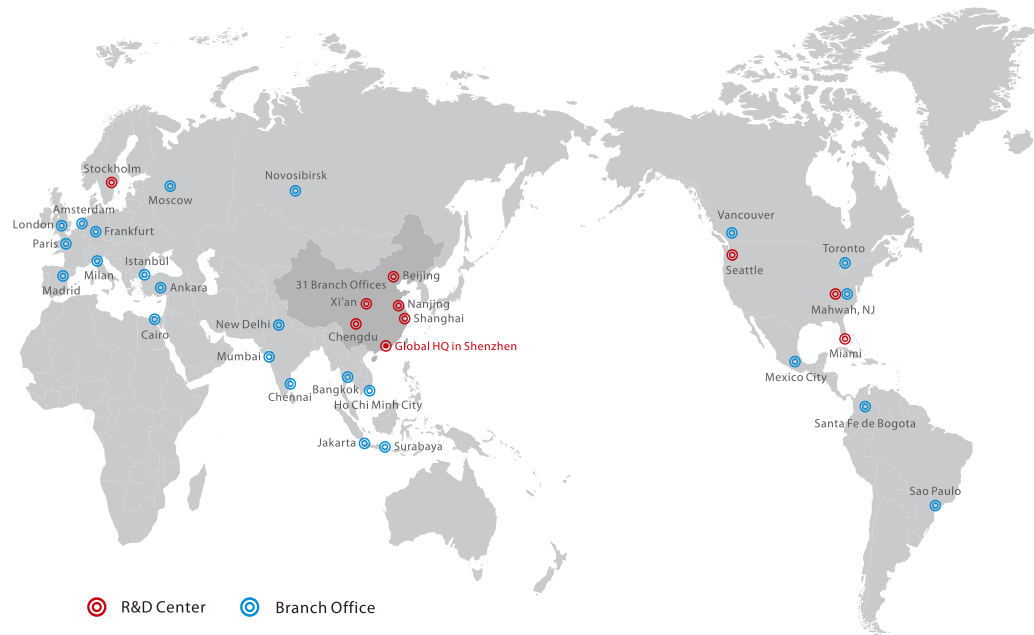 Stockholm
Moscow
Novosibirsk
Amsterdam
London
Frankfurt
Paris
Istanbul
Milan
Madrid
Ankara
Cairo
31 Branch Offices
Beijing
Xi'an
Nanjing
Shanghai
Chengdu
Global HQ in Shenzhen
New Delhi
Mumbai
Chennai
Bangkok
Ho Chi Minh City
Jakarta
Surabaya
Vancouver
Seattle
Toronto
Mahwah, NJ
Miami
Mexico City
Santa Fe de Bogota
Sao Paulo
R&D Center
Branch Office